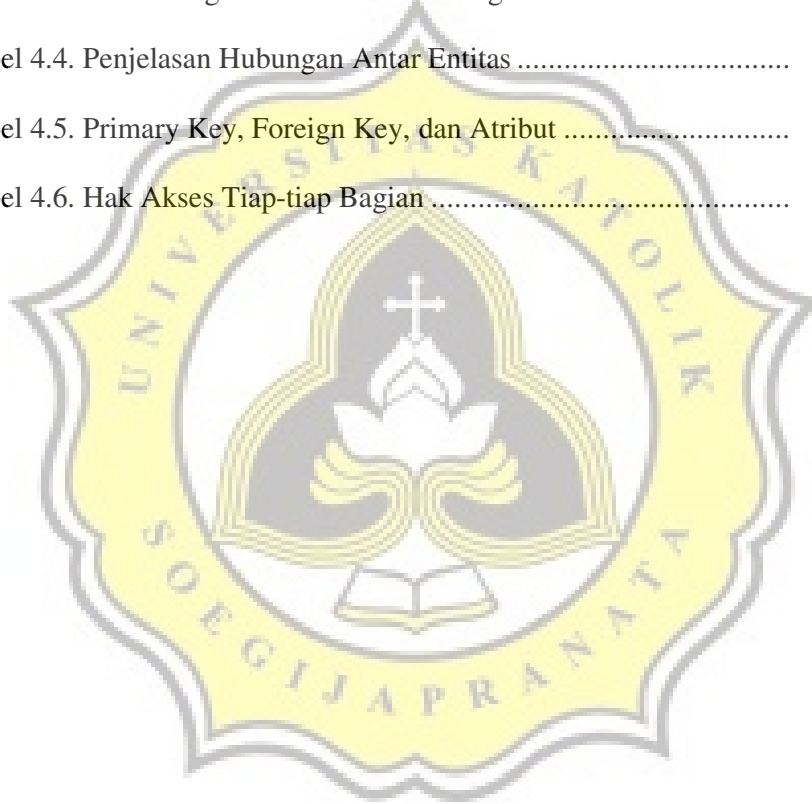 el 4.4. Penjelasan Hubungan Antar Entitas ..................................
el 4.5. Primary Key, Foreign Key, dan Atribut ............................
el 4.6. Hak Akses Tiap-tiap Bagian .............................................
UNIVERSITAS KATOLIK
SOEGIJAPRANATA